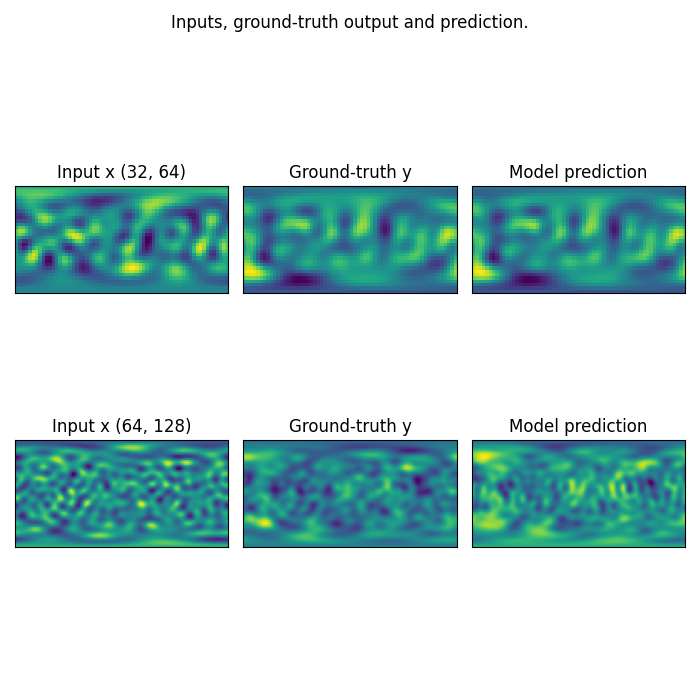 Inputs, ground-truth output and prediction.
Input x (32, 64)
Ground-truth y
Model prediction
Input x (64, 128)
Ground-truth y
Model prediction